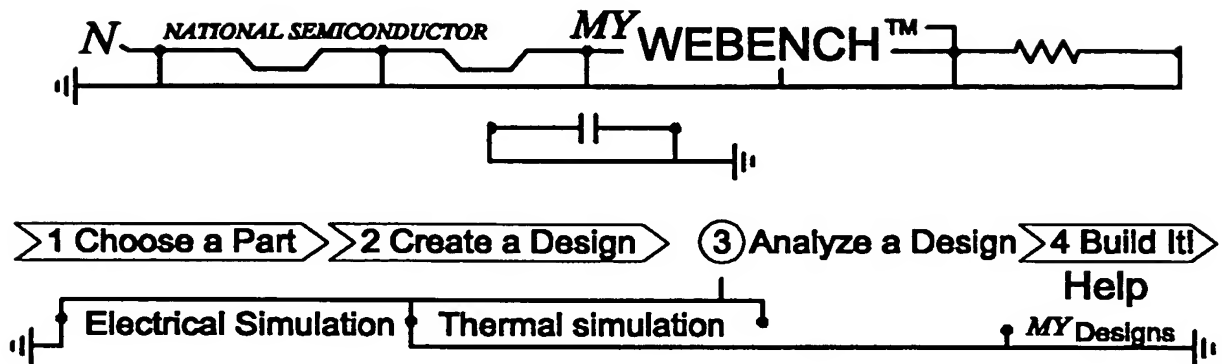 N NATIONAL SEMICONDUCTOR MY WEBENCH™
1 Choose a Part 2 Create a Design 3 Analyze a Design 4 Build It!
Help
Electrical Simulation Thermal simulation MY Designs